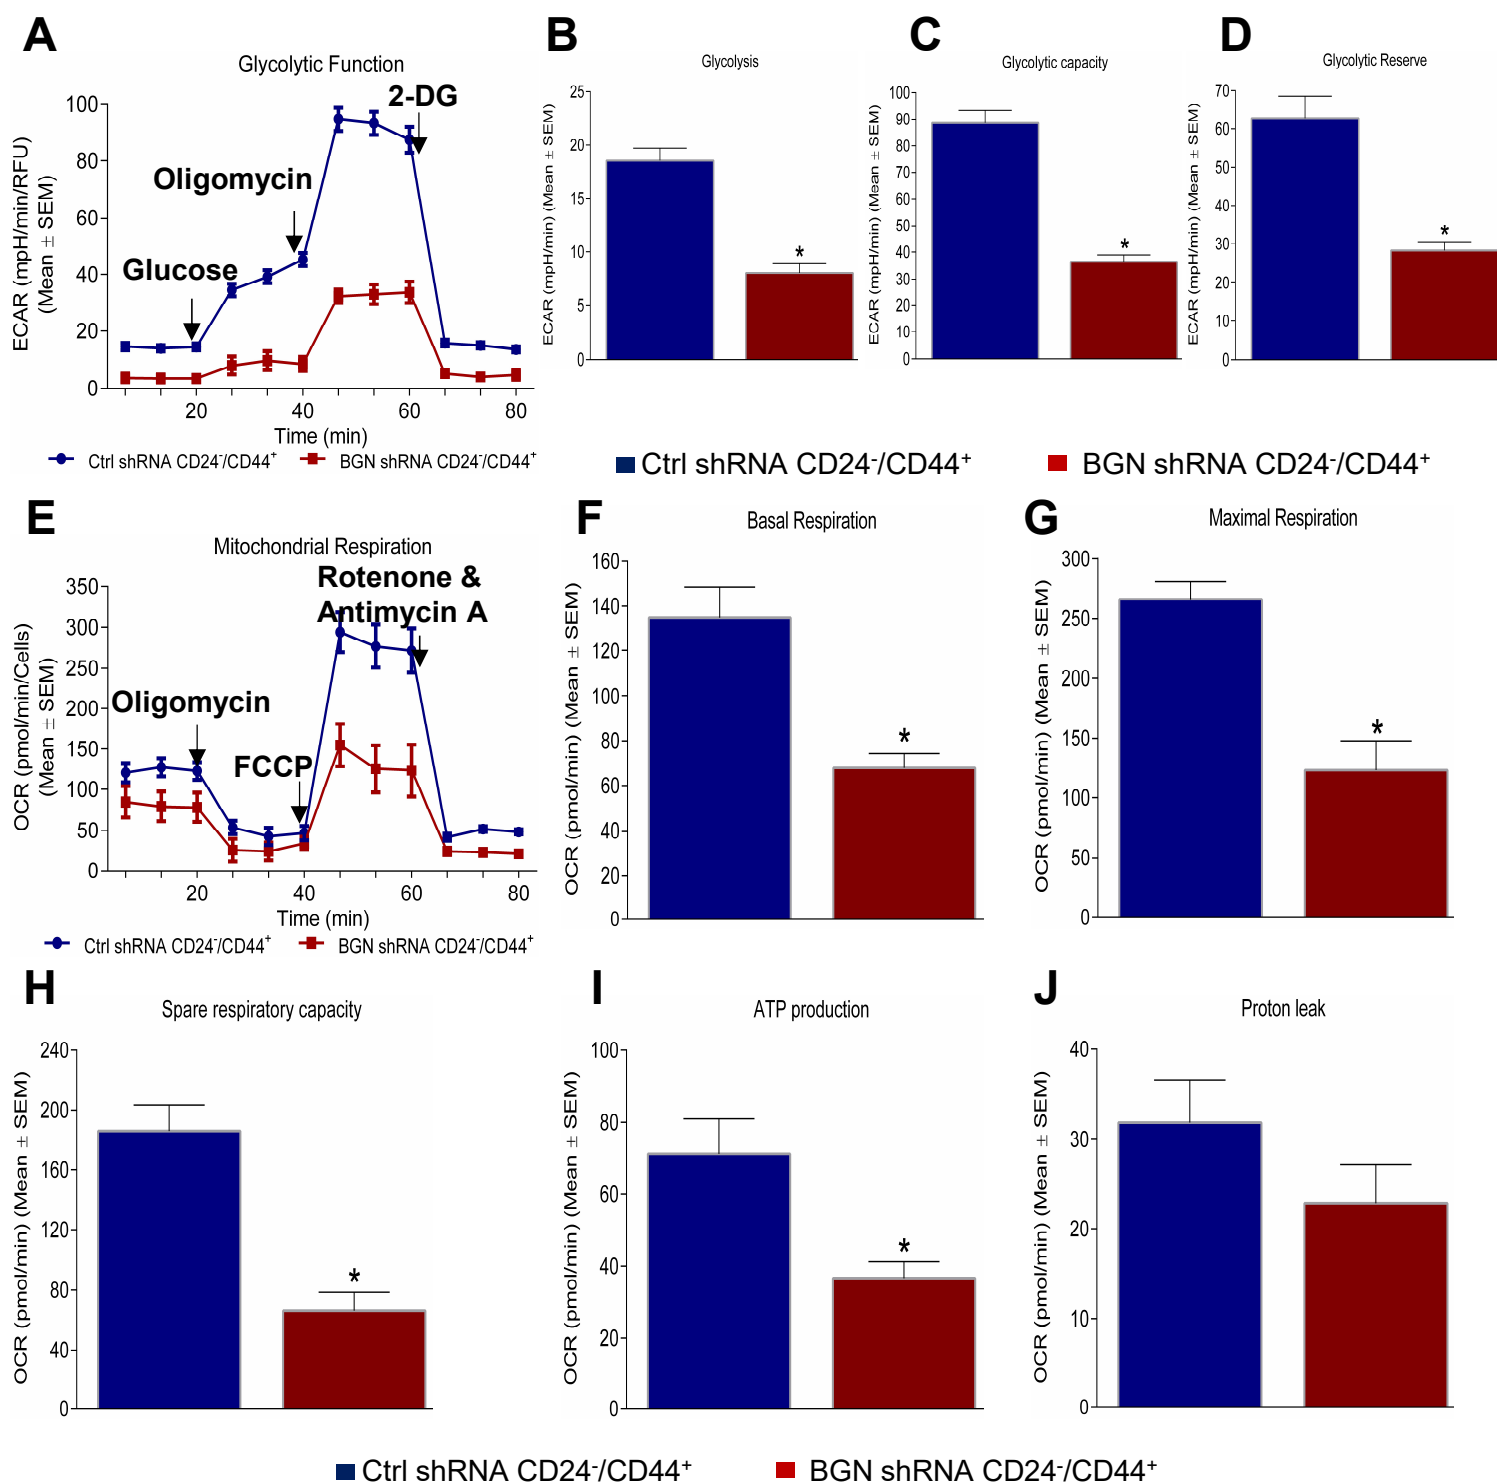 A
Glycolytic Function
ECAR (mpH/min/RFU)
(Mean ± SEM)
100
80
60
40
20
0
Glucose
Oligomycin
2-DG
20 40 60 80
Time (min)
Ctrl shRNA CD24⁻/CD44⁺ BGN shRNA CD24⁻/CD44⁺
B
Glycolysis
ECAR (mpH/min) (Mean ± SEM)
25
20
15
10
5
0
*
C
Glycolytic capacity
ECAR (mpH/min) (Mean ± SEM)
100
90
80
70
60
50
40
30
20
10
0
*
D
Glycolytic Reserve
ECAR (mpH/min) (Mean ± SEM)
70
60
50
40
30
20
10
0
*
Ctrl shRNA CD24⁻/CD44⁺ BGN shRNA CD24⁻/CD44⁺
E
Mitochondrial Respiration
OCR (pmol/min/Cells)
(Mean ± SEM)
350
300
250
200
150
100
50
0
Oligomycin
FCCP
Rotenone &
Antimycin A
20 40 60 80
Time (min)
Ctrl shRNA CD24⁻/CD44⁺ BGN shRNA CD24⁻/CD44⁺
F
Basal Respiration
OCR (pmol/min) (Mean ± SEM)
160
140
120
100
80
60
40
20
0
*
G
Maximal Respiration
OCR (pmol/min) (Mean ± SEM)
300
250
200
150
100
50
0
*
H
Spare respiratory capacity
OCR (pmol/min) (Mean ± SEM)
240
200
160
120
80
40
0
*
I
ATP production
OCR (pmol/min) (Mean ± SEM)
100
80
60
40
20
0
*
J
Proton leak
OCR (pmol/min) (Mean ± SEM)
40
30
20
10
0
Ctrl shRNA CD24⁻/CD44⁺ BGN shRNA CD24⁻/CD44⁺